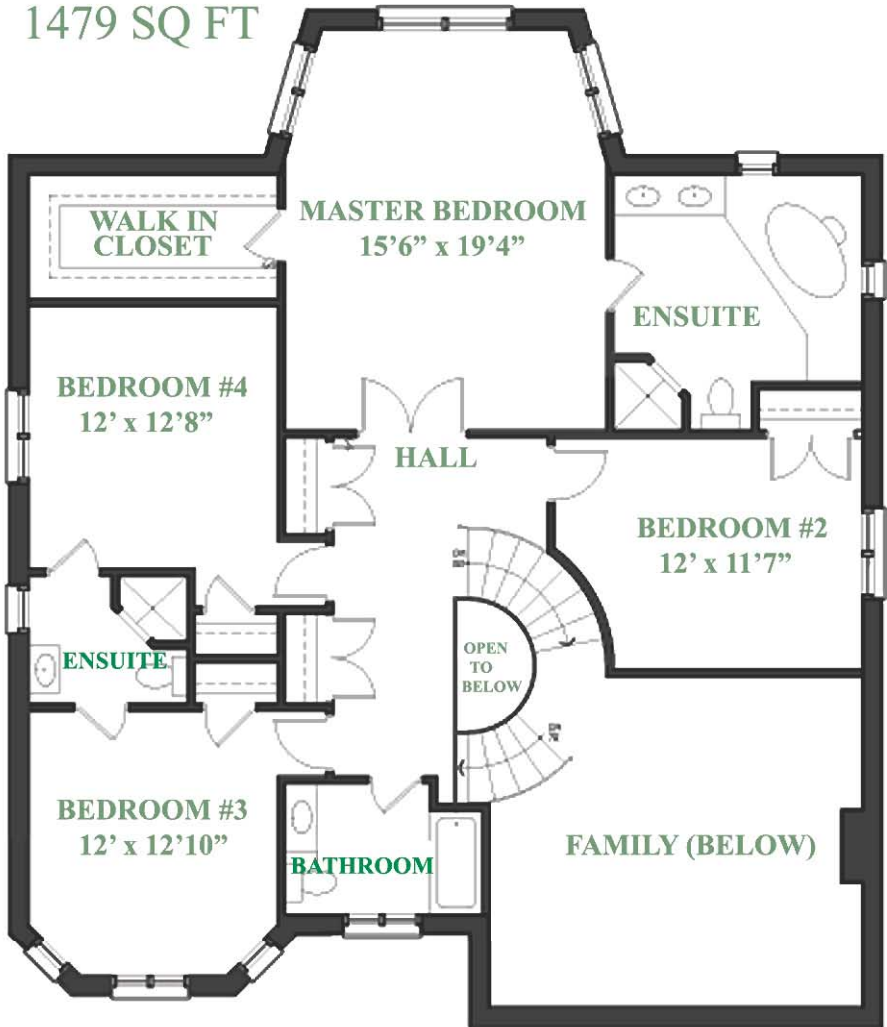 1479 SQ FT
WALK IN
CLOSET
MASTER BEDROOM
15’6” x 19’4”
ENSUITE
BEDROOM #4
12’ x 12’8”
HALL
BEDROOM #2
12’ x 11’7”
ENSUITE
OPEN
TO
BELOW
BEDROOM #3
12’ x 12’10”
BATHROOM
FAMILY (BELOW)